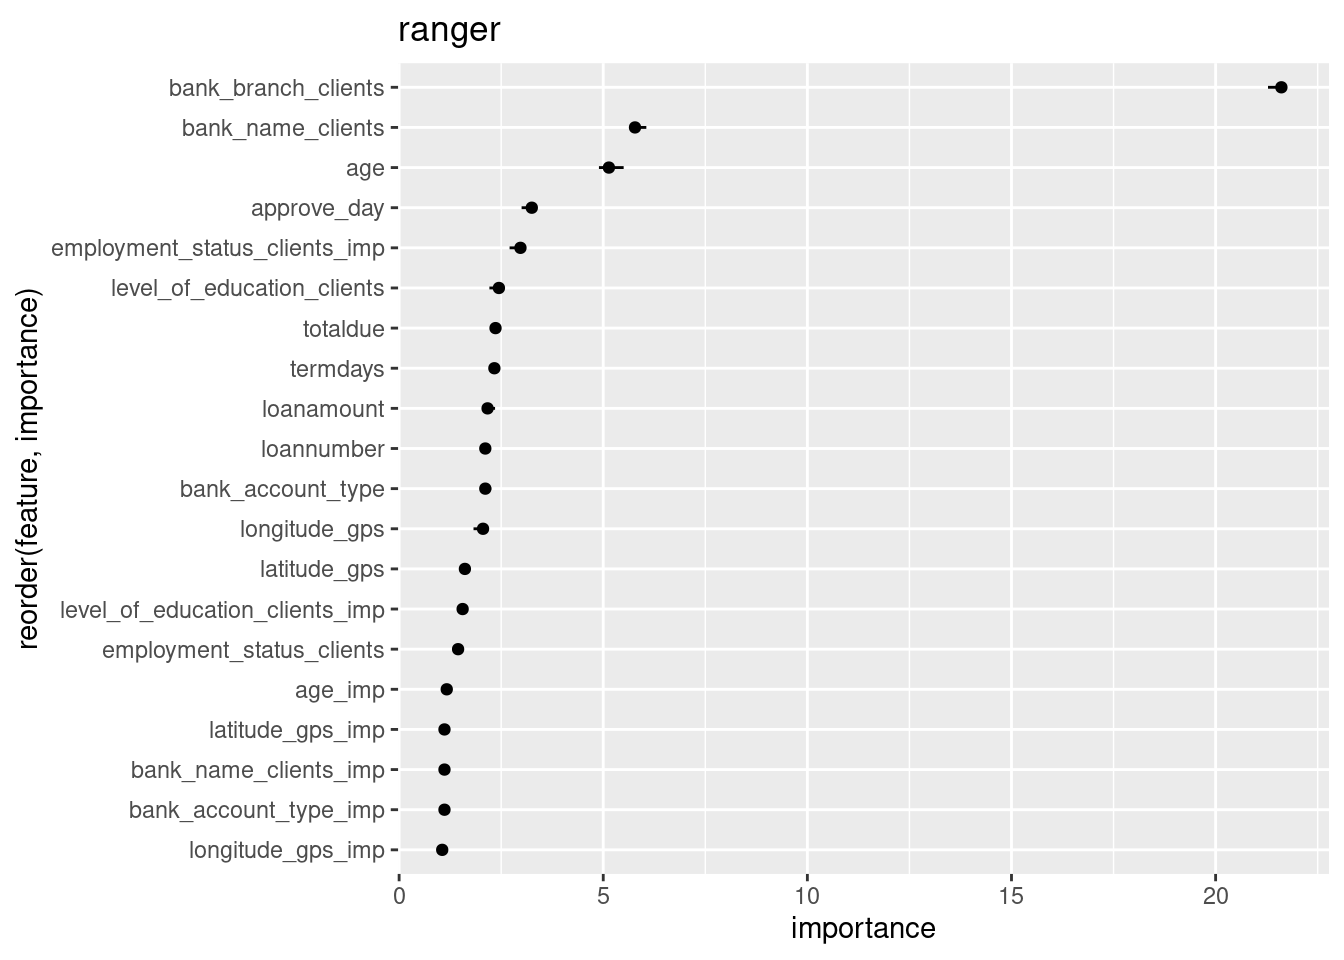 ranger
bank_branch_clients
bank_name_clients
age
approve_day
employment_status_clients_imp
level_of_education_clients
totaldue
termdays
loanamount
loannumber
bank_account_type
longitude_gps
latitude_gps
level_of_education_clients_imp
employment_status_clients
age_imp
latitude_gps_imp
bank_name_clients_imp
bank_account_type_imp
longitude_gps_imp
reorder(feature, importance)
0 5 10 15 20
importance